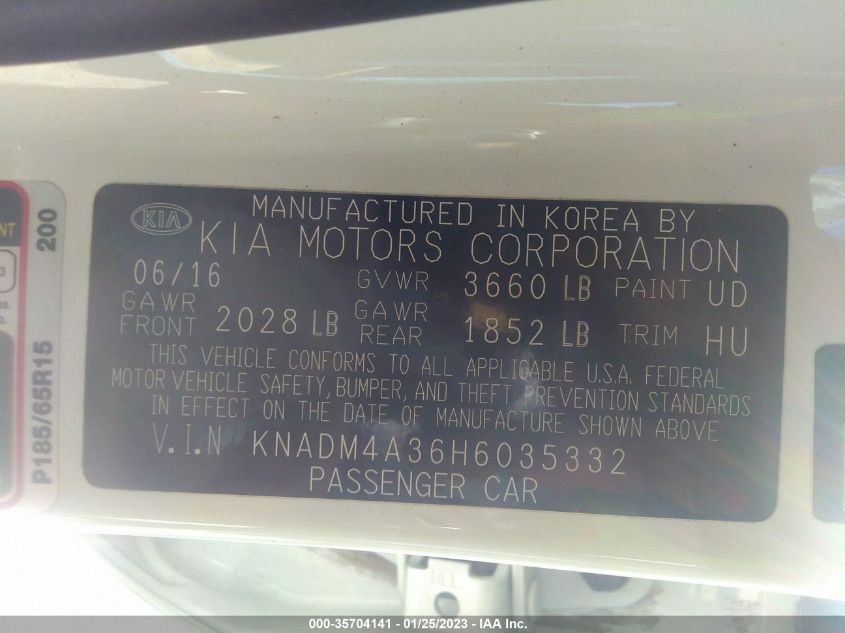 MANUFACTURED IN KOREA BY
KIA
KIA MOTORS CORPORATION
06/16 GVWR 3660 LB PAINT UD
GAWR FRONT 2028 LB GAWR REAR 1852 LB TRIM HU
THIS VEHICLE CONFORMS TO ALL APPLICABLE U.S.A. FEDERAL
MOTOR VEHICLE SAFETY, BUMPER, AND THEFT PREVENTION STANDARDS
IN EFFECT ON THE DATE OF MANUFACTURE SHOWN ABOVE
V.I.N KNADM4A36H6035332
PASSENGER CAR
P185/65R15 200
000-35704141 - 01/25/2023 - IAA Inc.